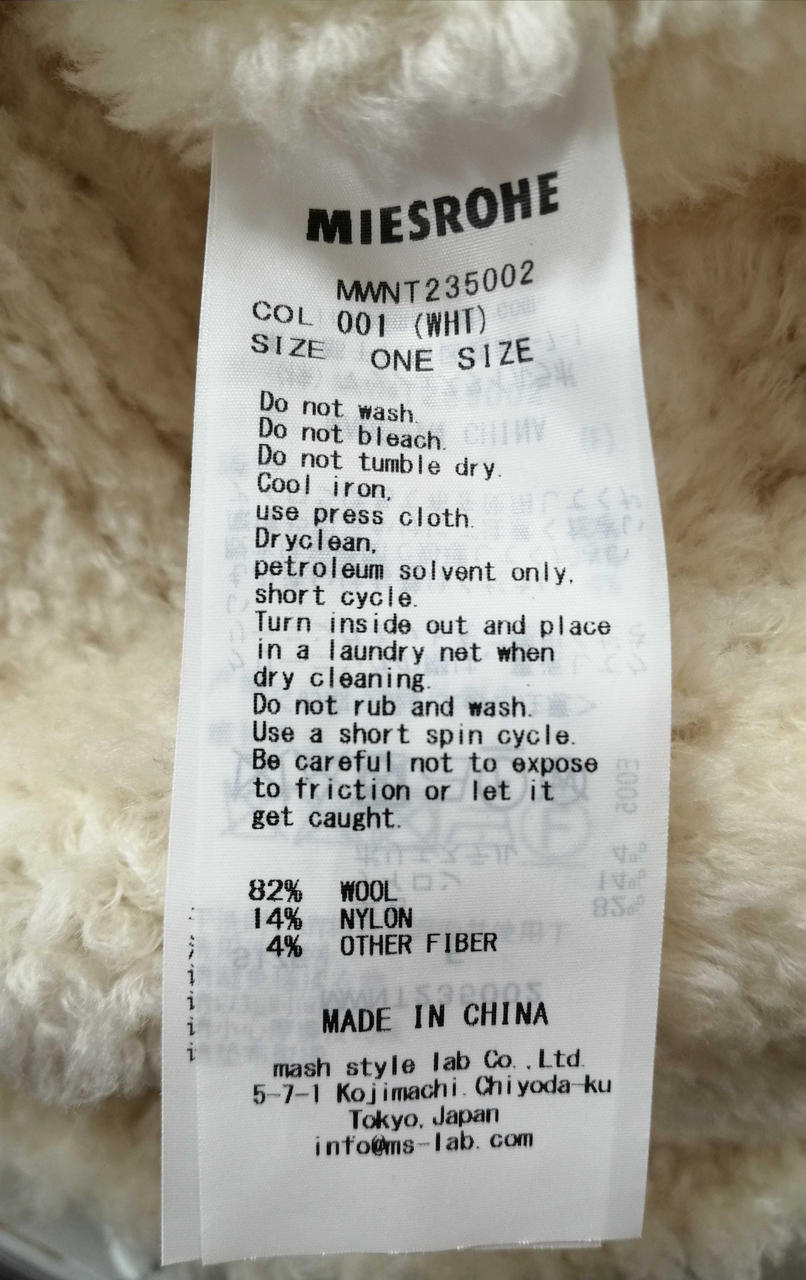 MIESROHE
MWNT235002
COL 001 (WHT)
SIZE ONE SIZE
Do not wash.
Do not bleach.
Do not tumble dry.
Cool iron,
use press cloth.
Dryclean,
petroleum solvent only,
short cycle.
Turn inside out and place
in a laundry net when
dry cleaning.
Do not rub and wash.
Use a short spin cycle.
Be careful not to expose
to friction or let it
get caught.
82% WOOL
14% NYLON
4% OTHER FIBER
MADE IN CHINA
mash style lab Co.,Ltd.
5-7-1 Kojimachi.Chiyoda-ku
Tokyo,Japan
info@ms-lab.com